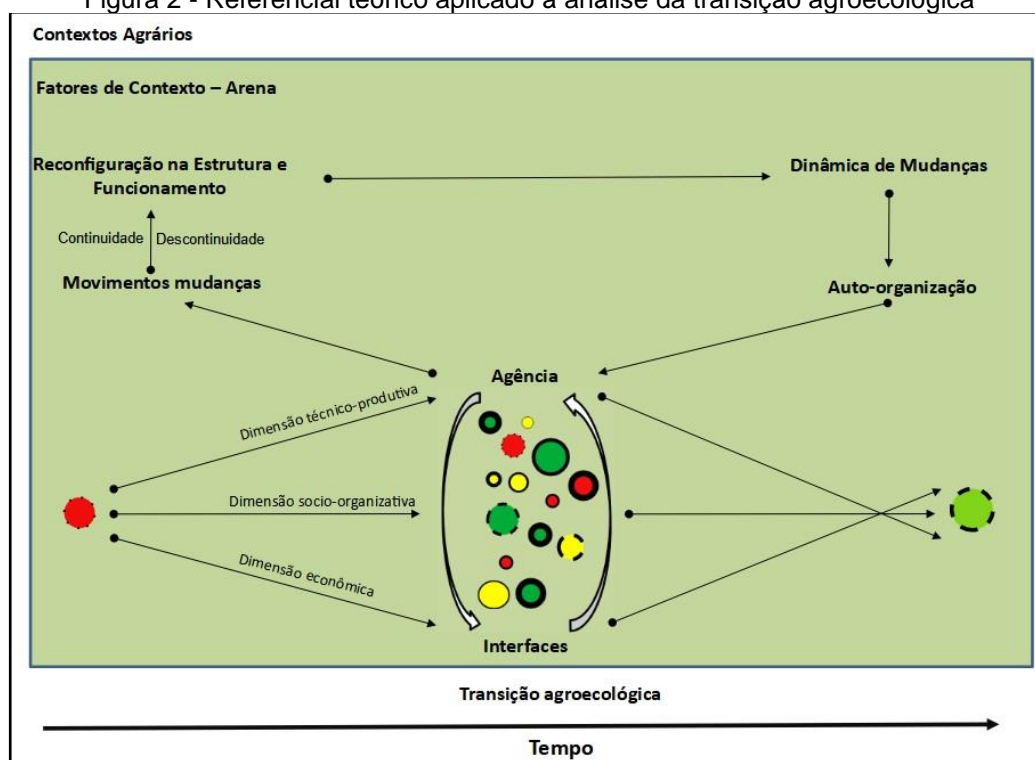 Figura 2 - Referencial teórico aplicado à análise da transição agroecológica
Contextos Agrários
Fatores de Contexto – Arena
Reconfiguração na Estrutura e
Funcionamento
Dinâmica de Mudanças
Continuidade
Descontinuidade
Movimentos mudanças
Auto-organização
Agência
Dimensão técnico-produtiva
Dimensão socio-organizativa
Dimensão econômica
Interfaces
Transição agroecológica
Tempo